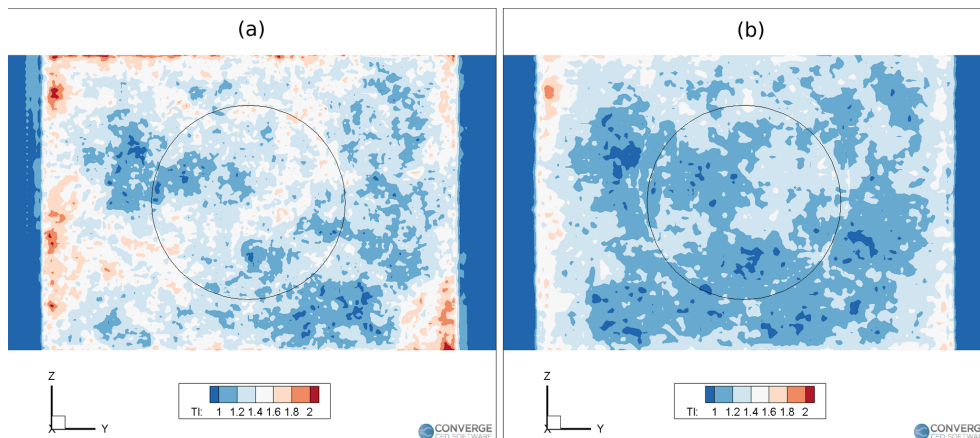 (a)
(b)
Z
X
Y
TI: 1 1.2 1.4 1.6 1.8 2
CONVERGE
CFD SOFTWARE
Z
X
Y
TI: 1 1.2 1.4 1.6 1.8 2
CONVERGE
CFD SOFTWARE